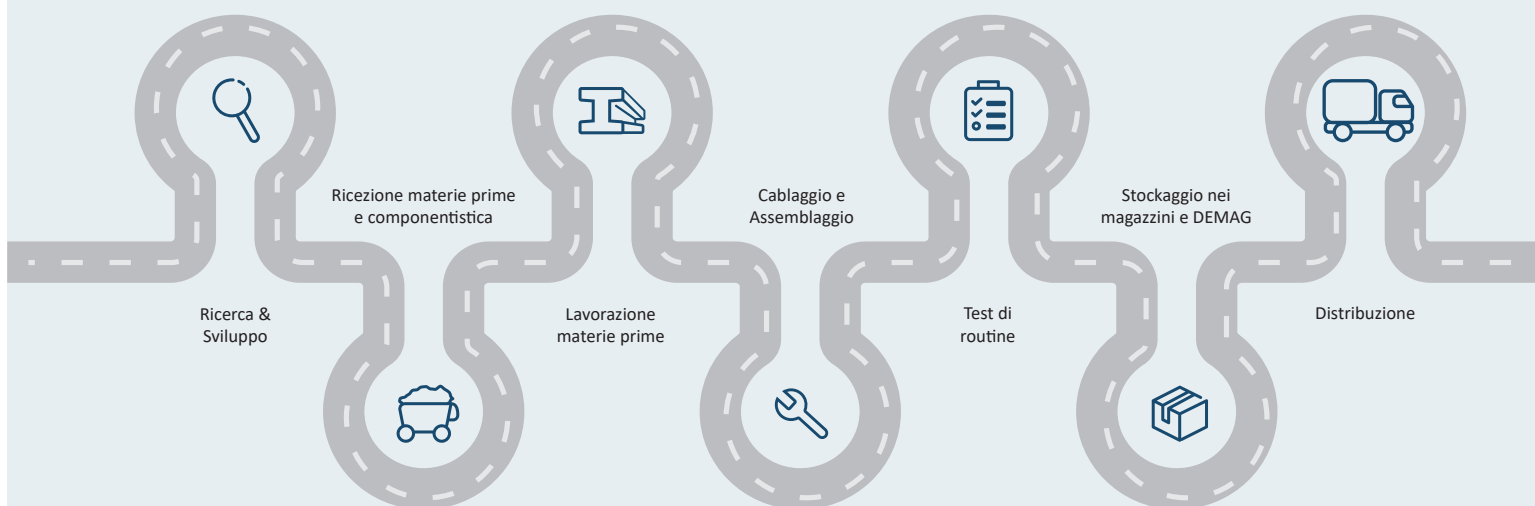 Ricerca &
Sviluppo
Ricezione materie prime
e componentistica
Lavorazione
materie prime
Cablaggio e
Assemblaggio
Test di
routine
Stockaggio nei
magazzini e DEMAG
Distribuzione